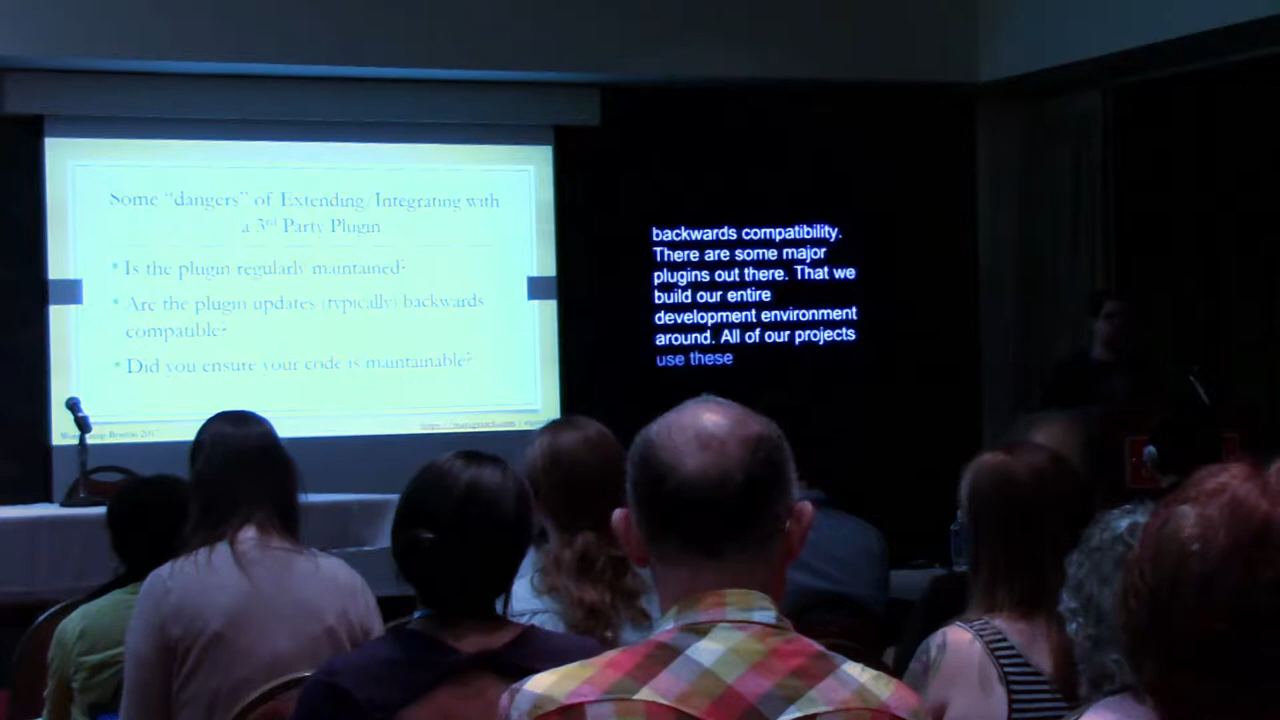 Some “dangers” of Extending/Integrating with
a 3rd Party Plugin
• Is the plugin regularly maintained?
• Are the plugin updates (typically) backwards
compatible?
• Did you ensure your code is maintainable?
backwards compatibility.
There are some major
plugins out there. That we
build our entire
development environment
around. All of our projects
use these